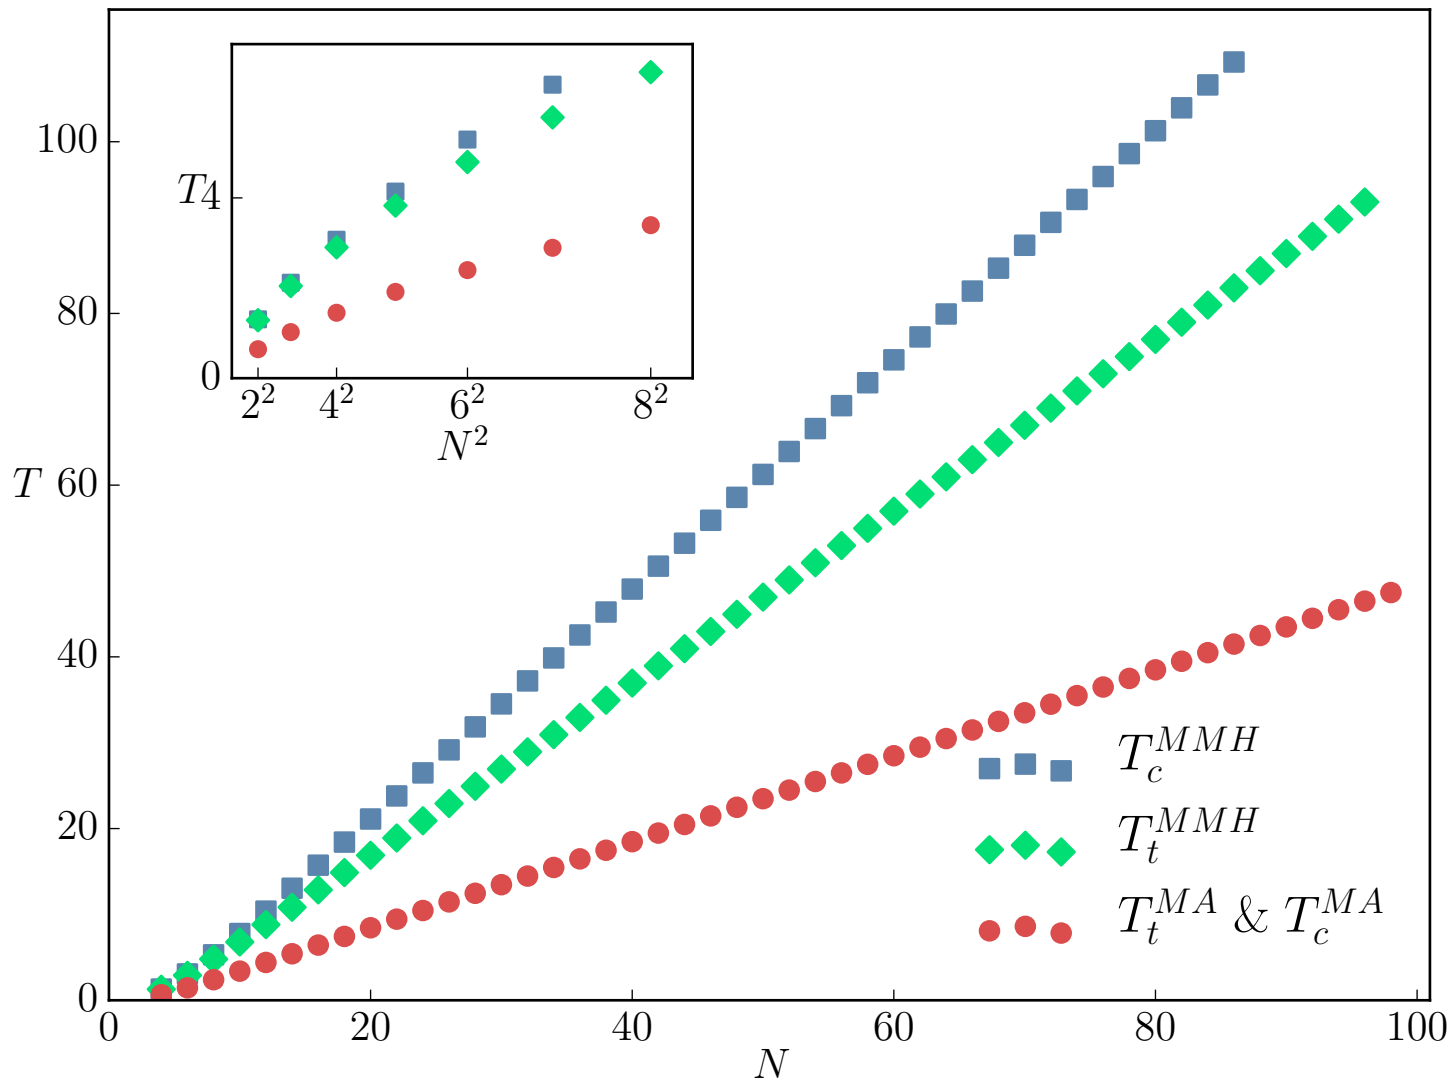 100
80
T 60
40
20
0
0 20 40 60 80 100
N
T 4
0
2² 4² 6² 8²
N²
T_c^{MMH}
T_t^{MMH}
T_t^{MA} & T_c^{MA}